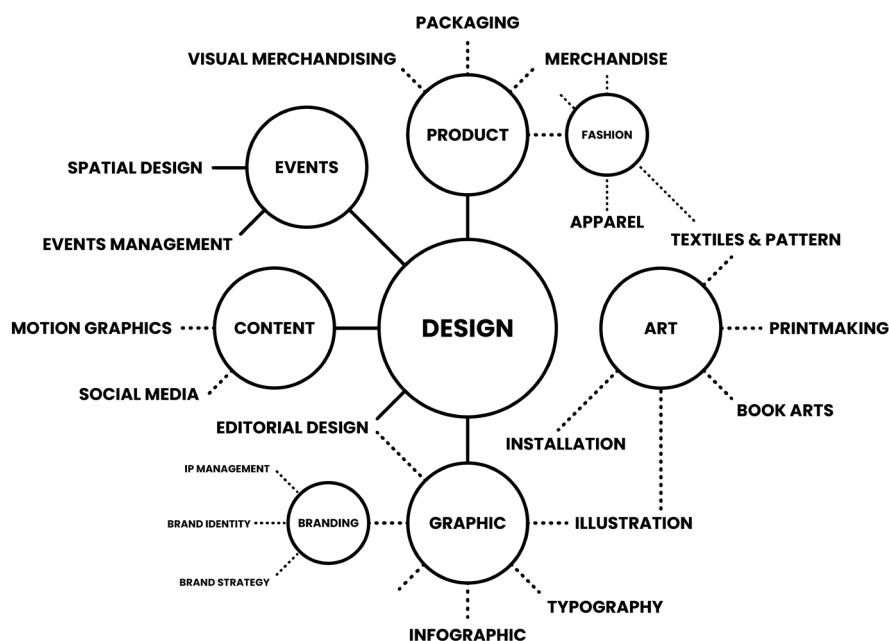 PACKAGING
VISUAL MERCHANDISING
MERCHANDISE
PRODUCT
FASHION
SPATIAL DESIGN
EVENTS
APPAREL
EVENTS MANAGEMENT
TEXTILES & PATTERN
MOTION GRAPHICS
CONTENT
DESIGN
ART
PRINTMAKING
SOCIAL MEDIA
BOOK ARTS
EDITORIAL DESIGN
INSTALLATION
IP MANAGEMENT
BRAND IDENTITY
BRANDING
GRAPHIC
ILLUSTRATION
BRAND STRATEGY
TYPOGRAPHY
INFOGRAPHIC